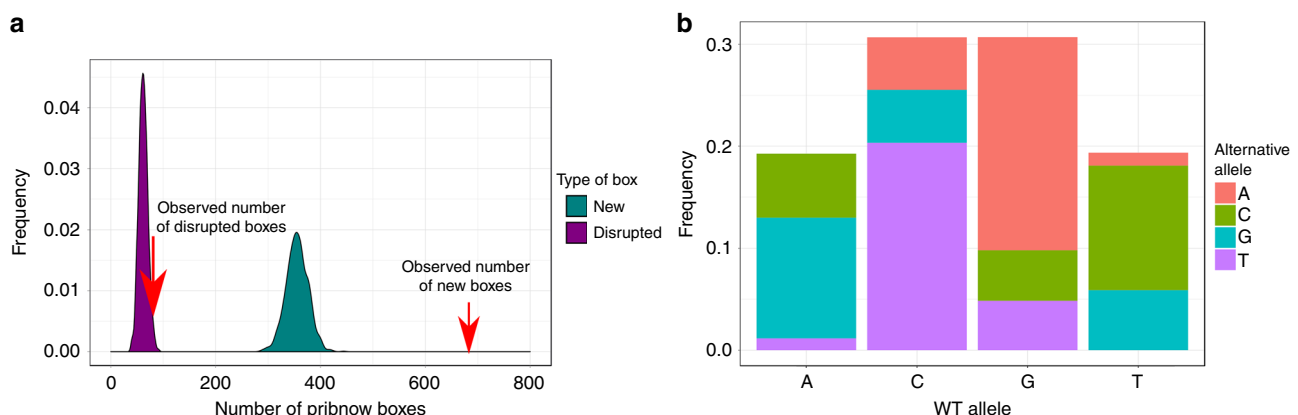 a
Frequency
0.04
0.03
0.02
0.01
0.00
0
200
400
600
800
Number of pribnow boxes
Observed number
of disrupted boxes
Observed number
of new boxes
Type of box
New
Disrupted
b
Frequency
0.3
0.2
0.1
0.0
A
C
G
T
WT allele
Alternative
allele
A
C
G
T